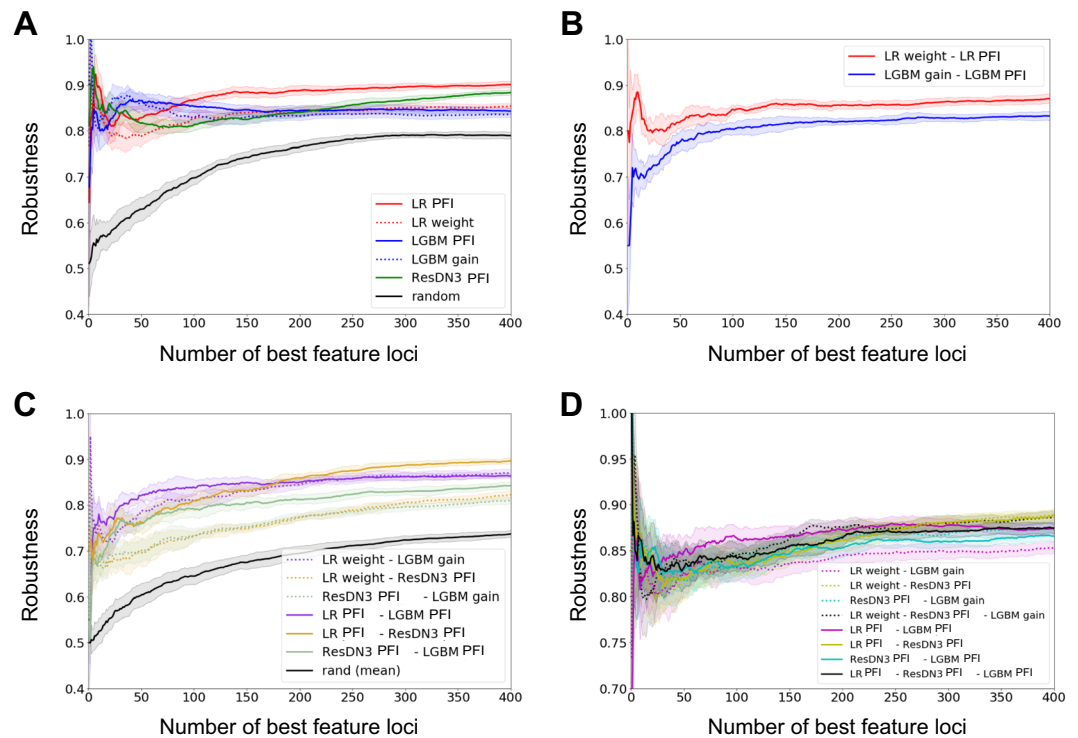 A
1.0
0.9
0.8
0.7
0.6
0.5
0.4
Robustness
0
50
100
150
200
250
300
350
400
Number of best feature loci
LR PFI
LR weight
LGBM PFI
LGBM gain
ResDN3 PFI
random
B
1.0
0.9
0.8
0.7
0.6
0.5
0.4
Robustness
0
50
100
150
200
250
300
350
400
Number of best feature loci
LR weight - LR PFI
LGBM gain - LGBM PFI
C
1.0
0.9
0.8
0.7
0.6
0.5
0.4
Robustness
0
50
100
150
200
250
300
350
400
Number of best feature loci
LR weight - LGBM gain
LR weight - ResDN3 PFI
ResDN3 PFI - LGBM gain
LR PFI - LGBM PFI
LR PFI - ResDN3 PFI
ResDN3 PFI - LGBM PFI
rand (mean)
D
1.00
0.95
0.90
0.85
0.80
0.75
0.70
Robustness
0
50
100
150
200
250
300
350
400
Number of best feature loci
LR weight - LGBM gain
LR weight - ResDN3 PFI
ResDN3 PFI - LGBM gain
LR weight - ResDN3 PFI - LGBM gain
LR PFI - LGBM PFI
LR PFI - ResDN3 PFI
ResDN3 PFI - LGBM PFI
LR PFI - ResDN3 PFI - LGBM PFI